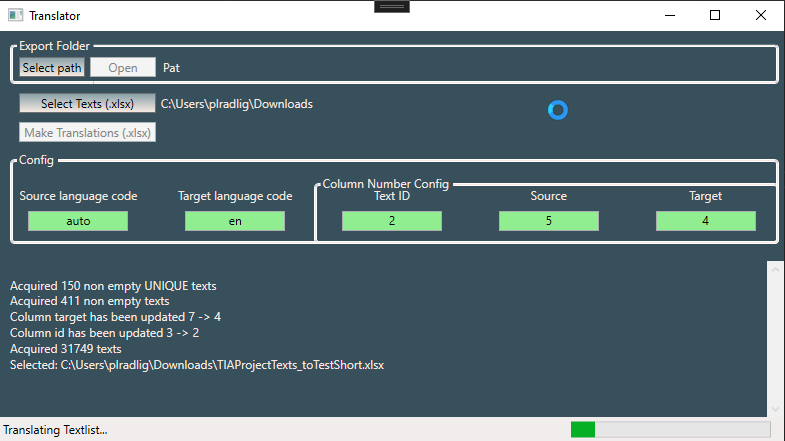 Translator
Export Folder
Select path Open Pat
Select Texts (.xlsx) C:\Users\plradlig\Downloads
Make Translations (.xlsx)
Config
Column Number Config
Source language code Target language code Text ID Source Target
auto en 2 5 4
Acquired 150 non empty UNIQUE texts
Acquired 411 non empty texts
Column target has been updated 7 -> 4
Column id has been updated 3 -> 2
Acquired 31749 texts
Selected: C:\Users\plradlig\Downloads\TIAProjectTexts_toTestShort.xlsx
Translating Textlist...